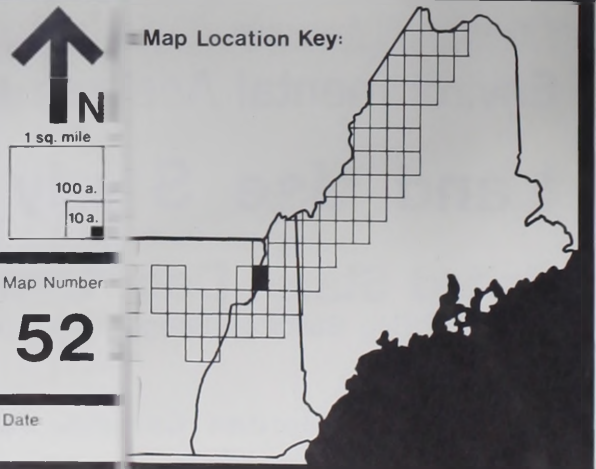 Map Location Key:
N
1 sq. mile
100 a.
10 a.
Map Number
52
Date